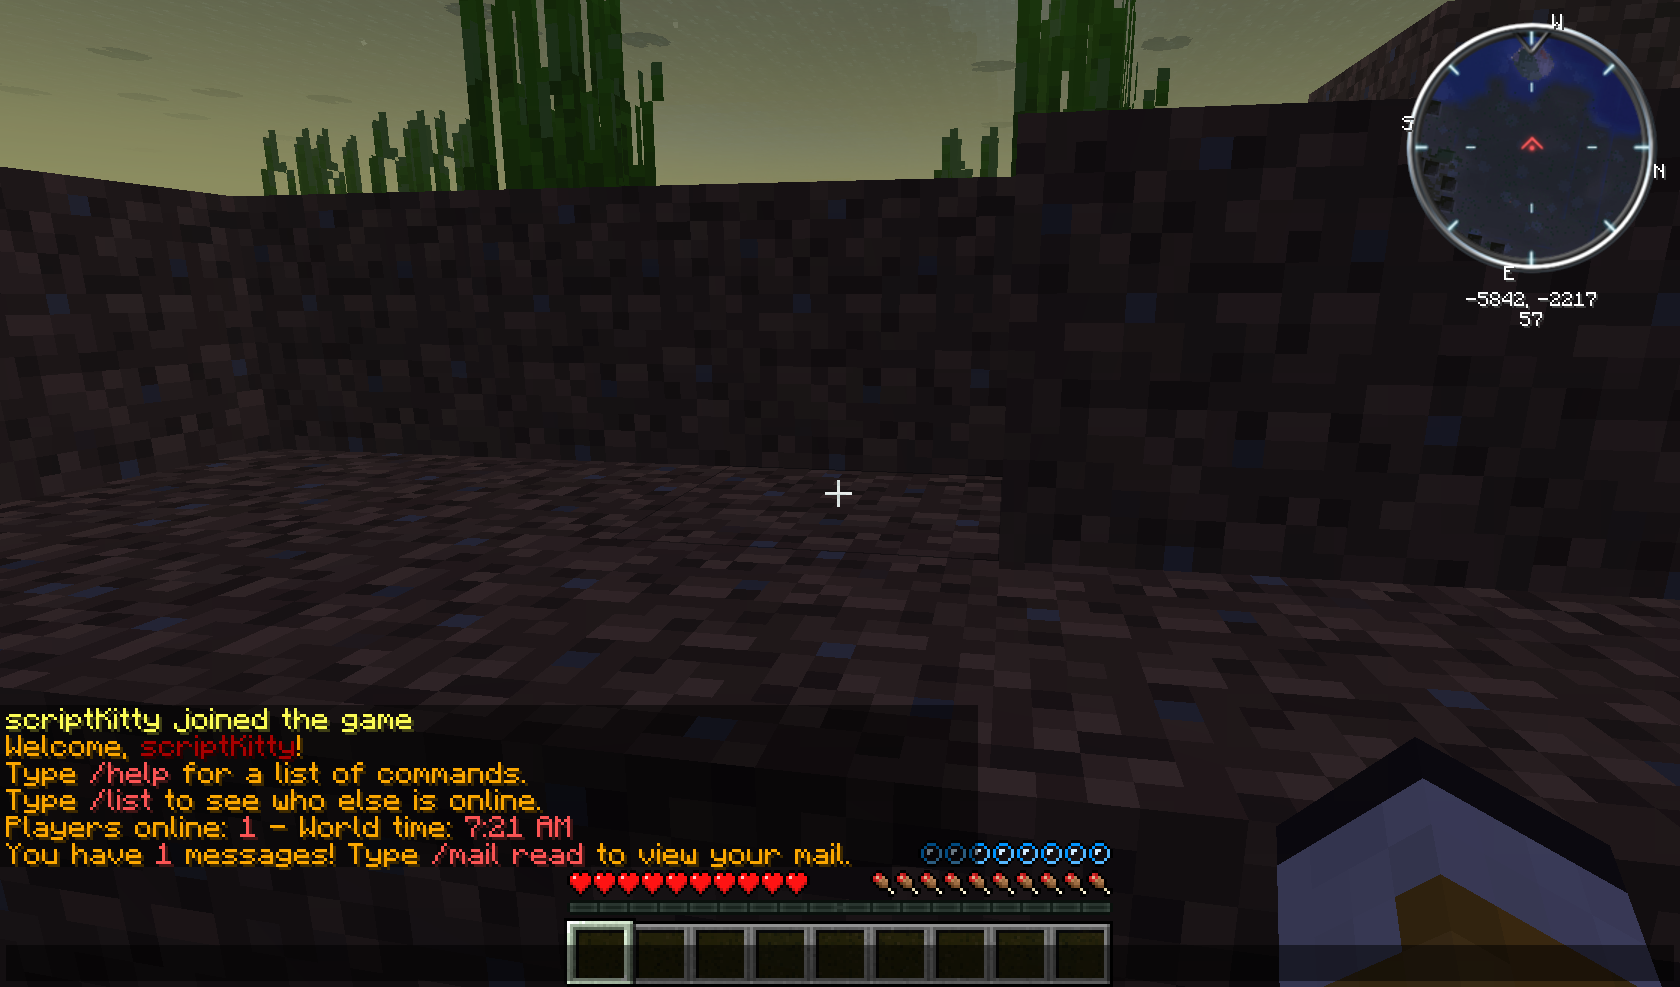 W
S
N
E
-5842, -2217
57
scriptKitty joined the game
Welcome, scriptKitty!
Type /help for a list of commands.
Type /list to see who else is online.
Players online: 1 - World time: 7:21 AM
You have 1 messages! Type /mail read to view your mail.